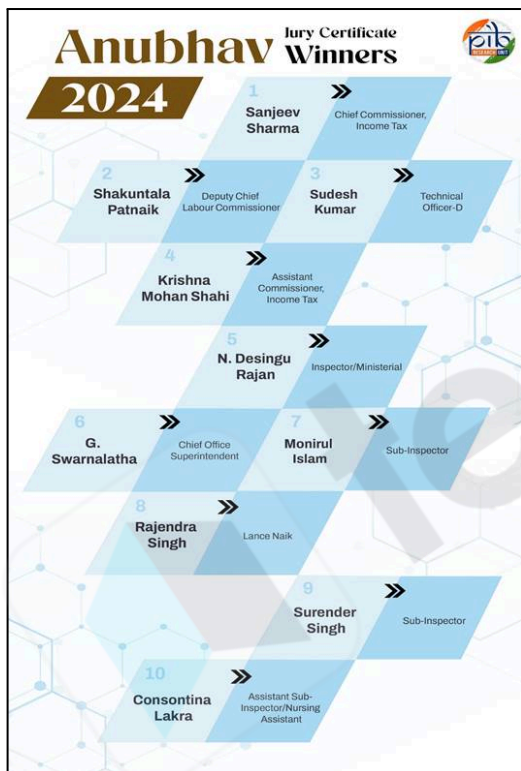 Anubhav
Jury Certificate
Winners
2024
pib
RESEARCH UNIT
1
Sanjeev
Sharma
Chief Commissioner,
Income Tax
2
Shakuntala
Patnaik
Deputy Chief
Labour Commissioner
3
Sudesh
Kumar
Technical
Officer-D
4
Krishna
Mohan Shahi
Assistant
Commissioner,
Income Tax
5
N. Desingu
Rajan
Inspector/Ministerial
6
G.
Swarnalatha
Chief Office
Superintendent
7
Monirul
Islam
Sub-Inspector
8
Rajendra
Singh
Lance Naik
9
Surender
Singh
Sub-Inspector
10
Consontina
Lakra
Assistant Sub-
Inspector/Nursing
Assistant